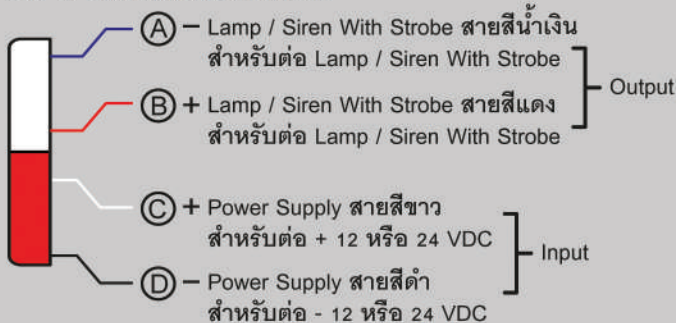 A – Lamp / Siren With Strobe สายสีน้ำเงิน
สำหรับต่อ Lamp / Siren With Strobe
Output
B + Lamp / Siren With Strobe สายสีแดง
สำหรับต่อ Lamp / Siren With Strobe
C + Power Supply สายสีขาว
สำหรับต่อ + 12 หรือ 24 VDC
Input
D – Power Supply สายสีดำ
สำหรับต่อ - 12 หรือ 24 VDC